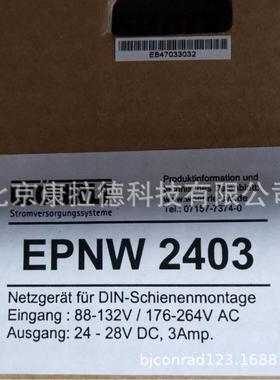 EB47033032
Stromversorgungssysteme
Produktinformation und
Tel.: 07157-7374-0
北京康拉德科技有限公司
EPNW 2403
Netzgerät für DIN-Schienenmontage
Eingang : 88-132V / 176-264V AC
Ausgang: 24 - 28V DC, 3Amp.
bjconrad123.1688.